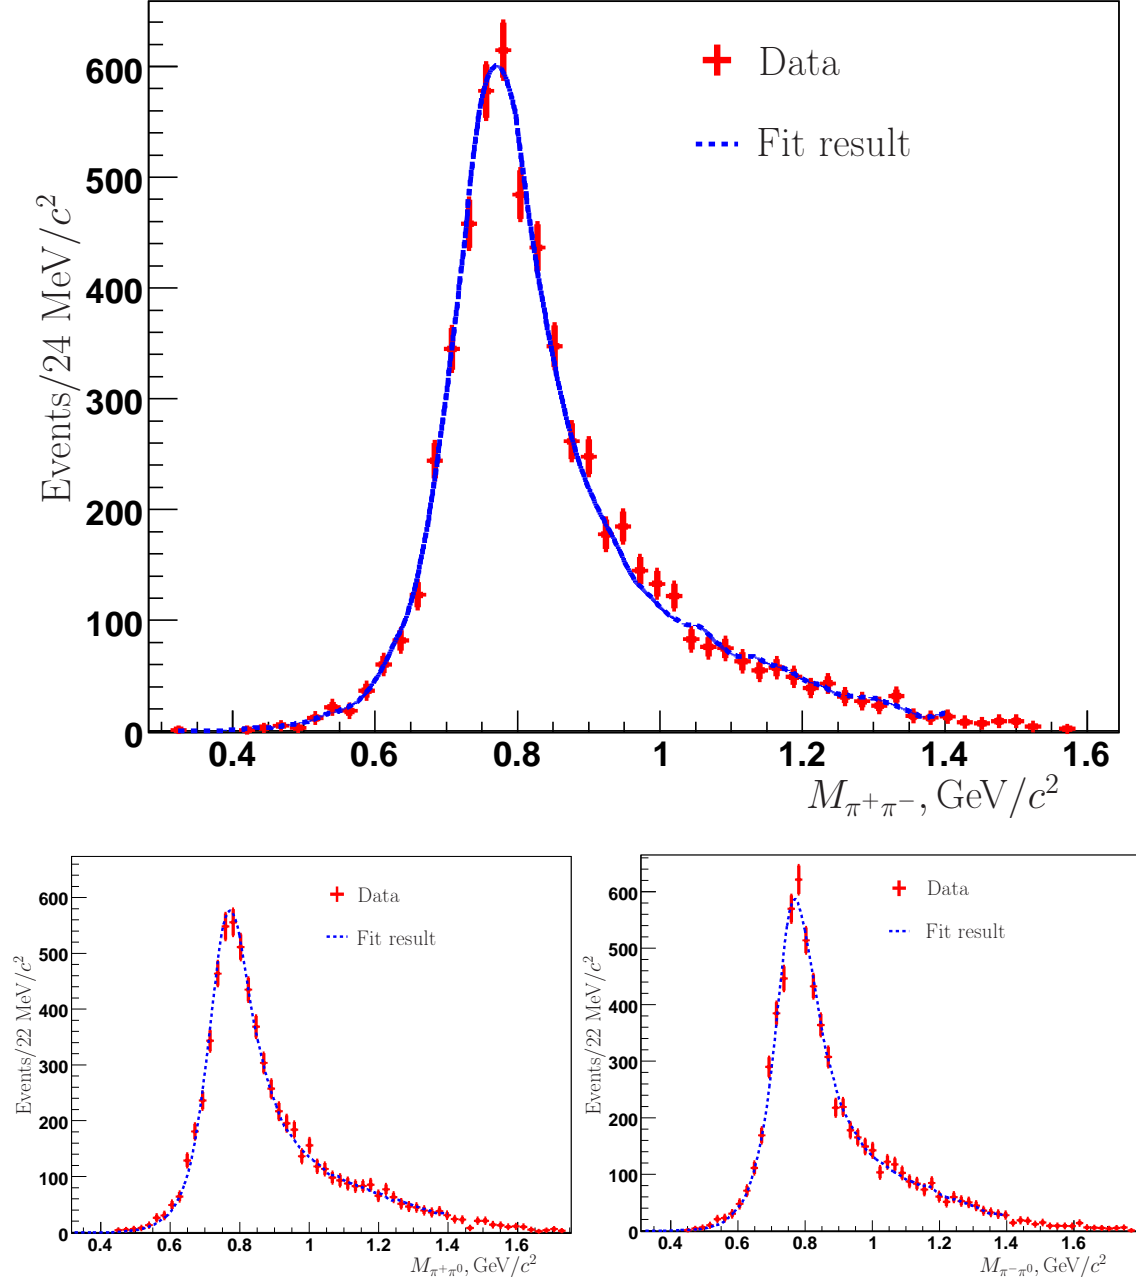 Events/24 MeV/c²
600
500
400
300
200
100
0
Data
Fit result
0.4 0.6 0.8 1 1.2 1.4 1.6
M_{π⁺π⁻}, GeV/c²
Events/22 MeV/c²
600
500
400
300
200
100
0
Data
Fit result
0.4 0.6 0.8 1 1.2 1.4 1.6
M_{π⁺π⁰}, GeV/c²
Events/22 MeV/c²
600
500
400
300
200
100
0
Data
Fit result
0.4 0.6 0.8 1 1.2 1.4 1.6
M_{π⁻π⁰}, GeV/c²